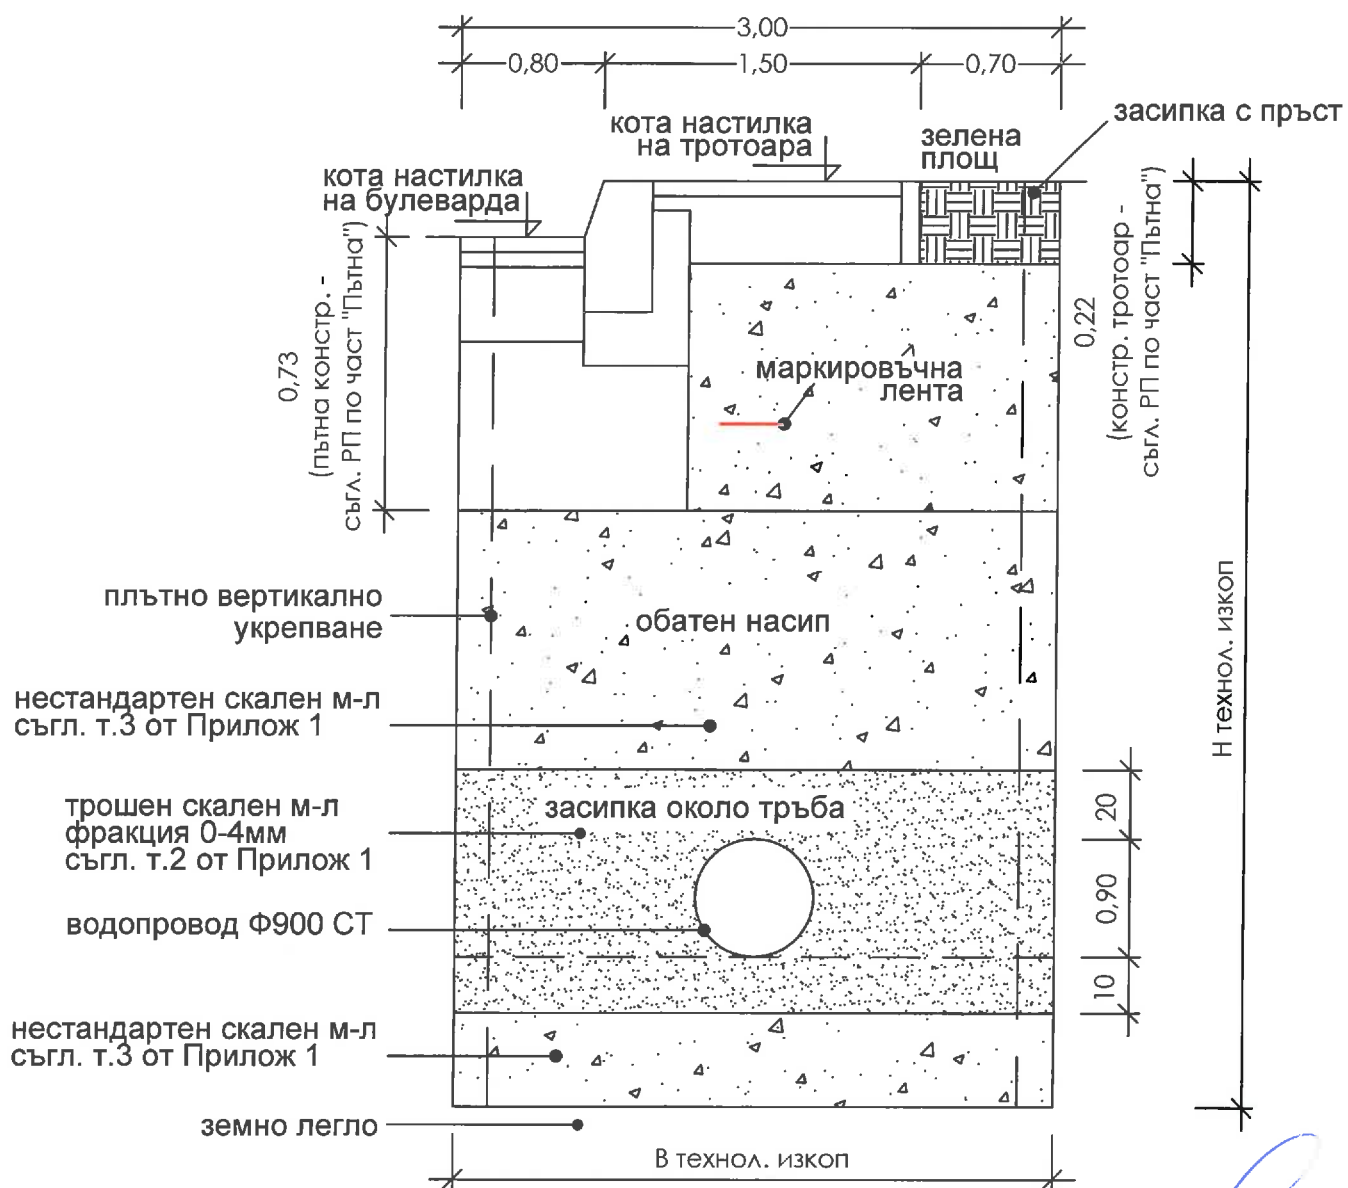 3,00
0,80
1,50
0,70
засипка с пръст
кота настилка
на тротоара
зелена
площ
кота настилка
на булеварда
0,73
(пътна констр. -
съгл. РП по част "Пътна")
0,22
(констр. тротоар -
съгл. РП по част "Пътна")
маркировъчна
лента
плътно вертикално
укрепване
обатен насип
Н технол. изкоп
нестандартен скален м-л
съгл. т.3 от Прилож 1
трошен скален м-л
фракция 0-4мм
съгл. т.2 от Прилож 1
засипка около тръба
20
0,90
10
водопровод Ф900 СТ
нестандартен скален м-л
съгл. т.3 от Прилож 1
земно легло
В технол. изкоп